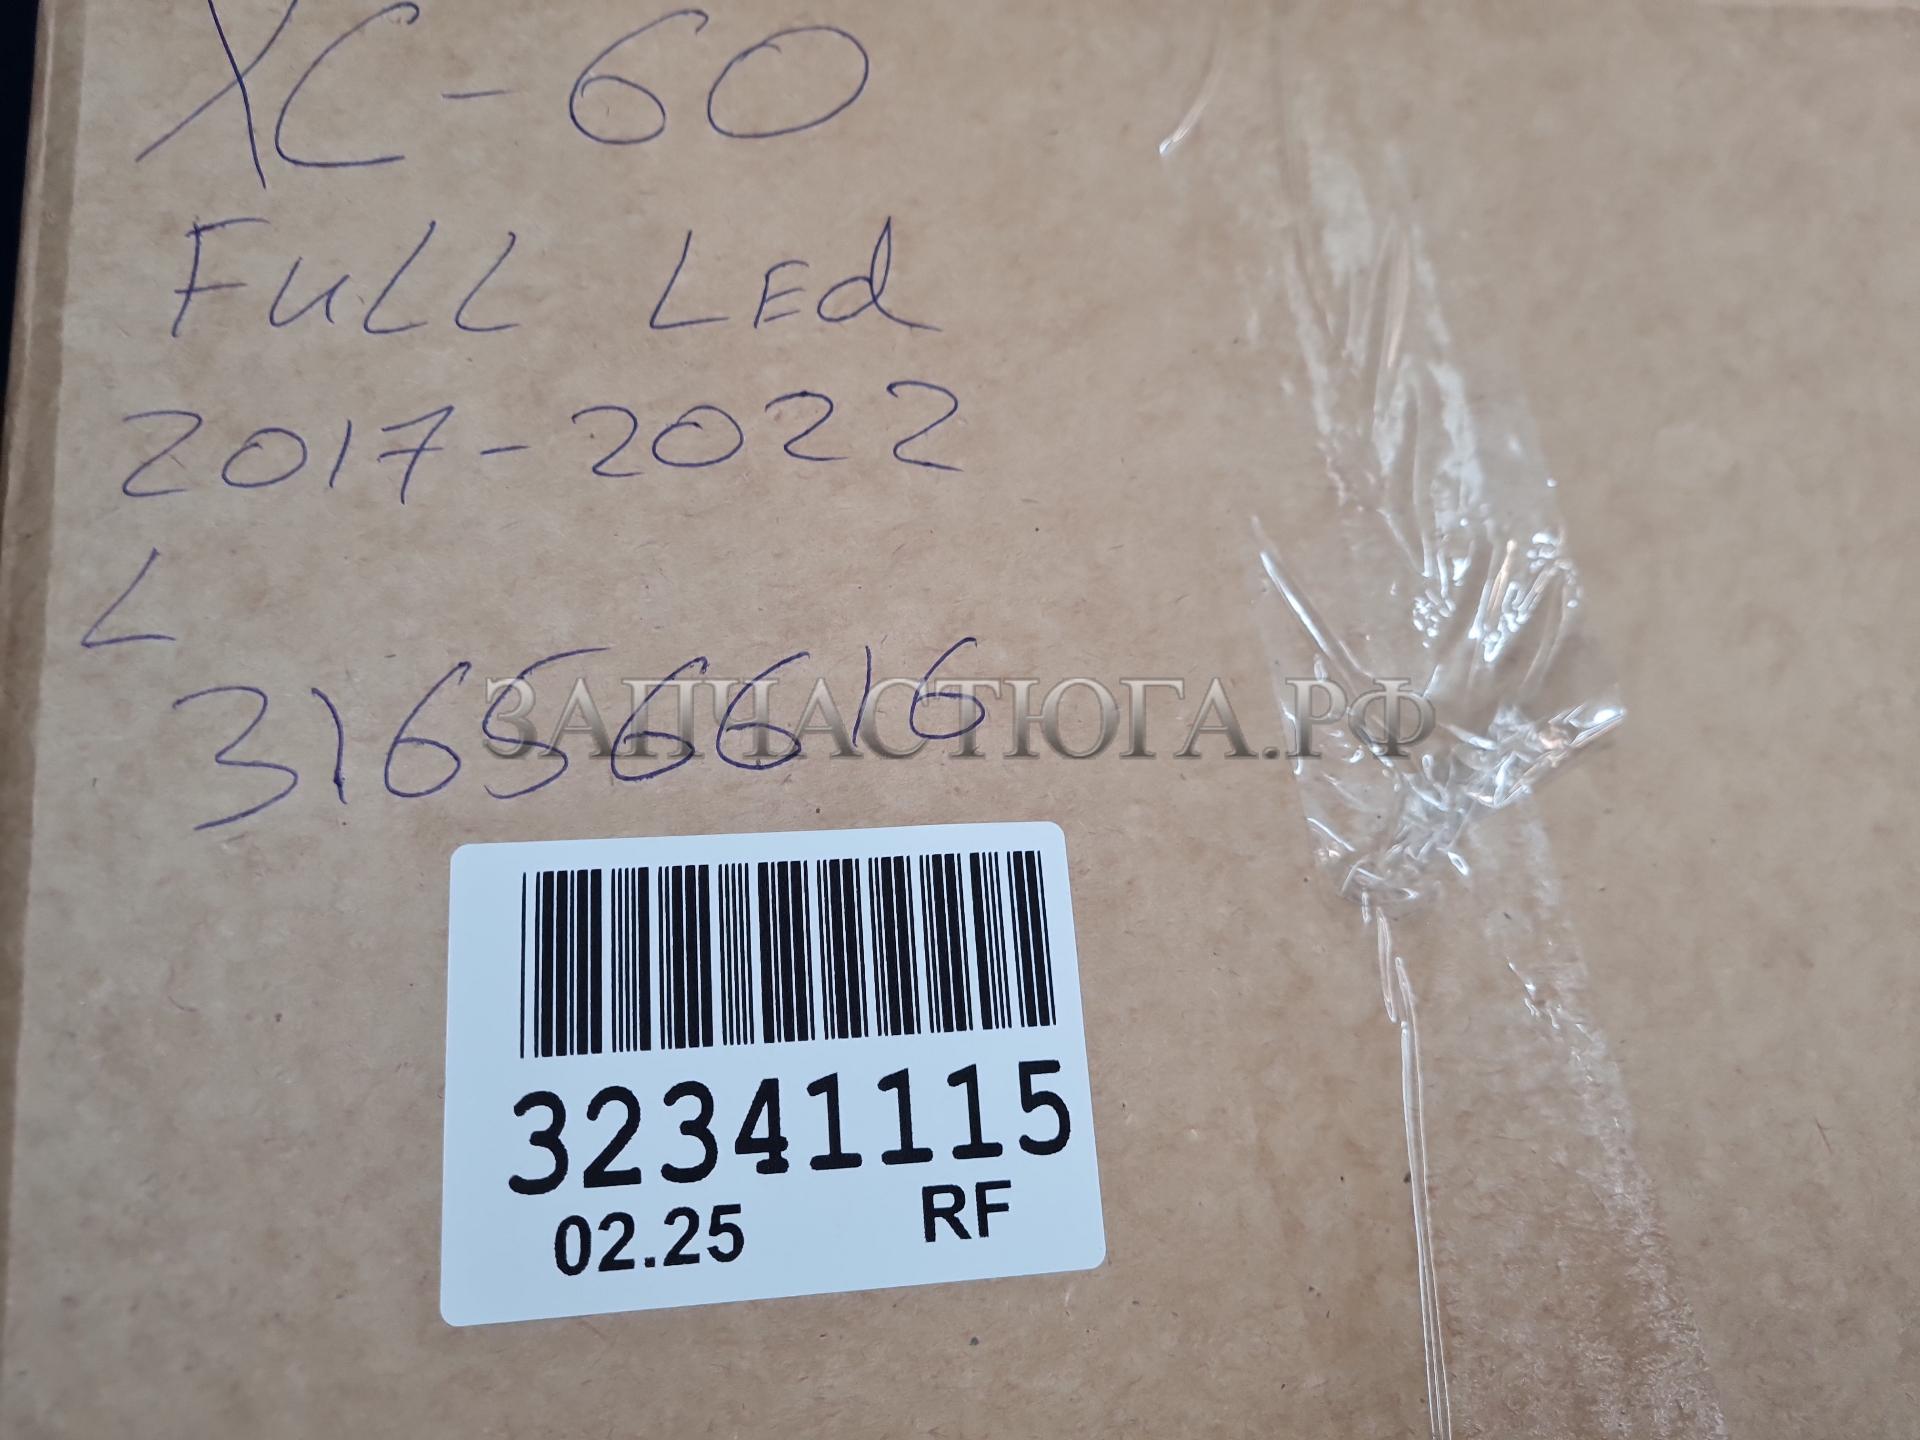 XC-60
Full Led
2017-2022
L
31656616
ЗАПЧАСТЮГА.РФ
32341115
02.25 RF